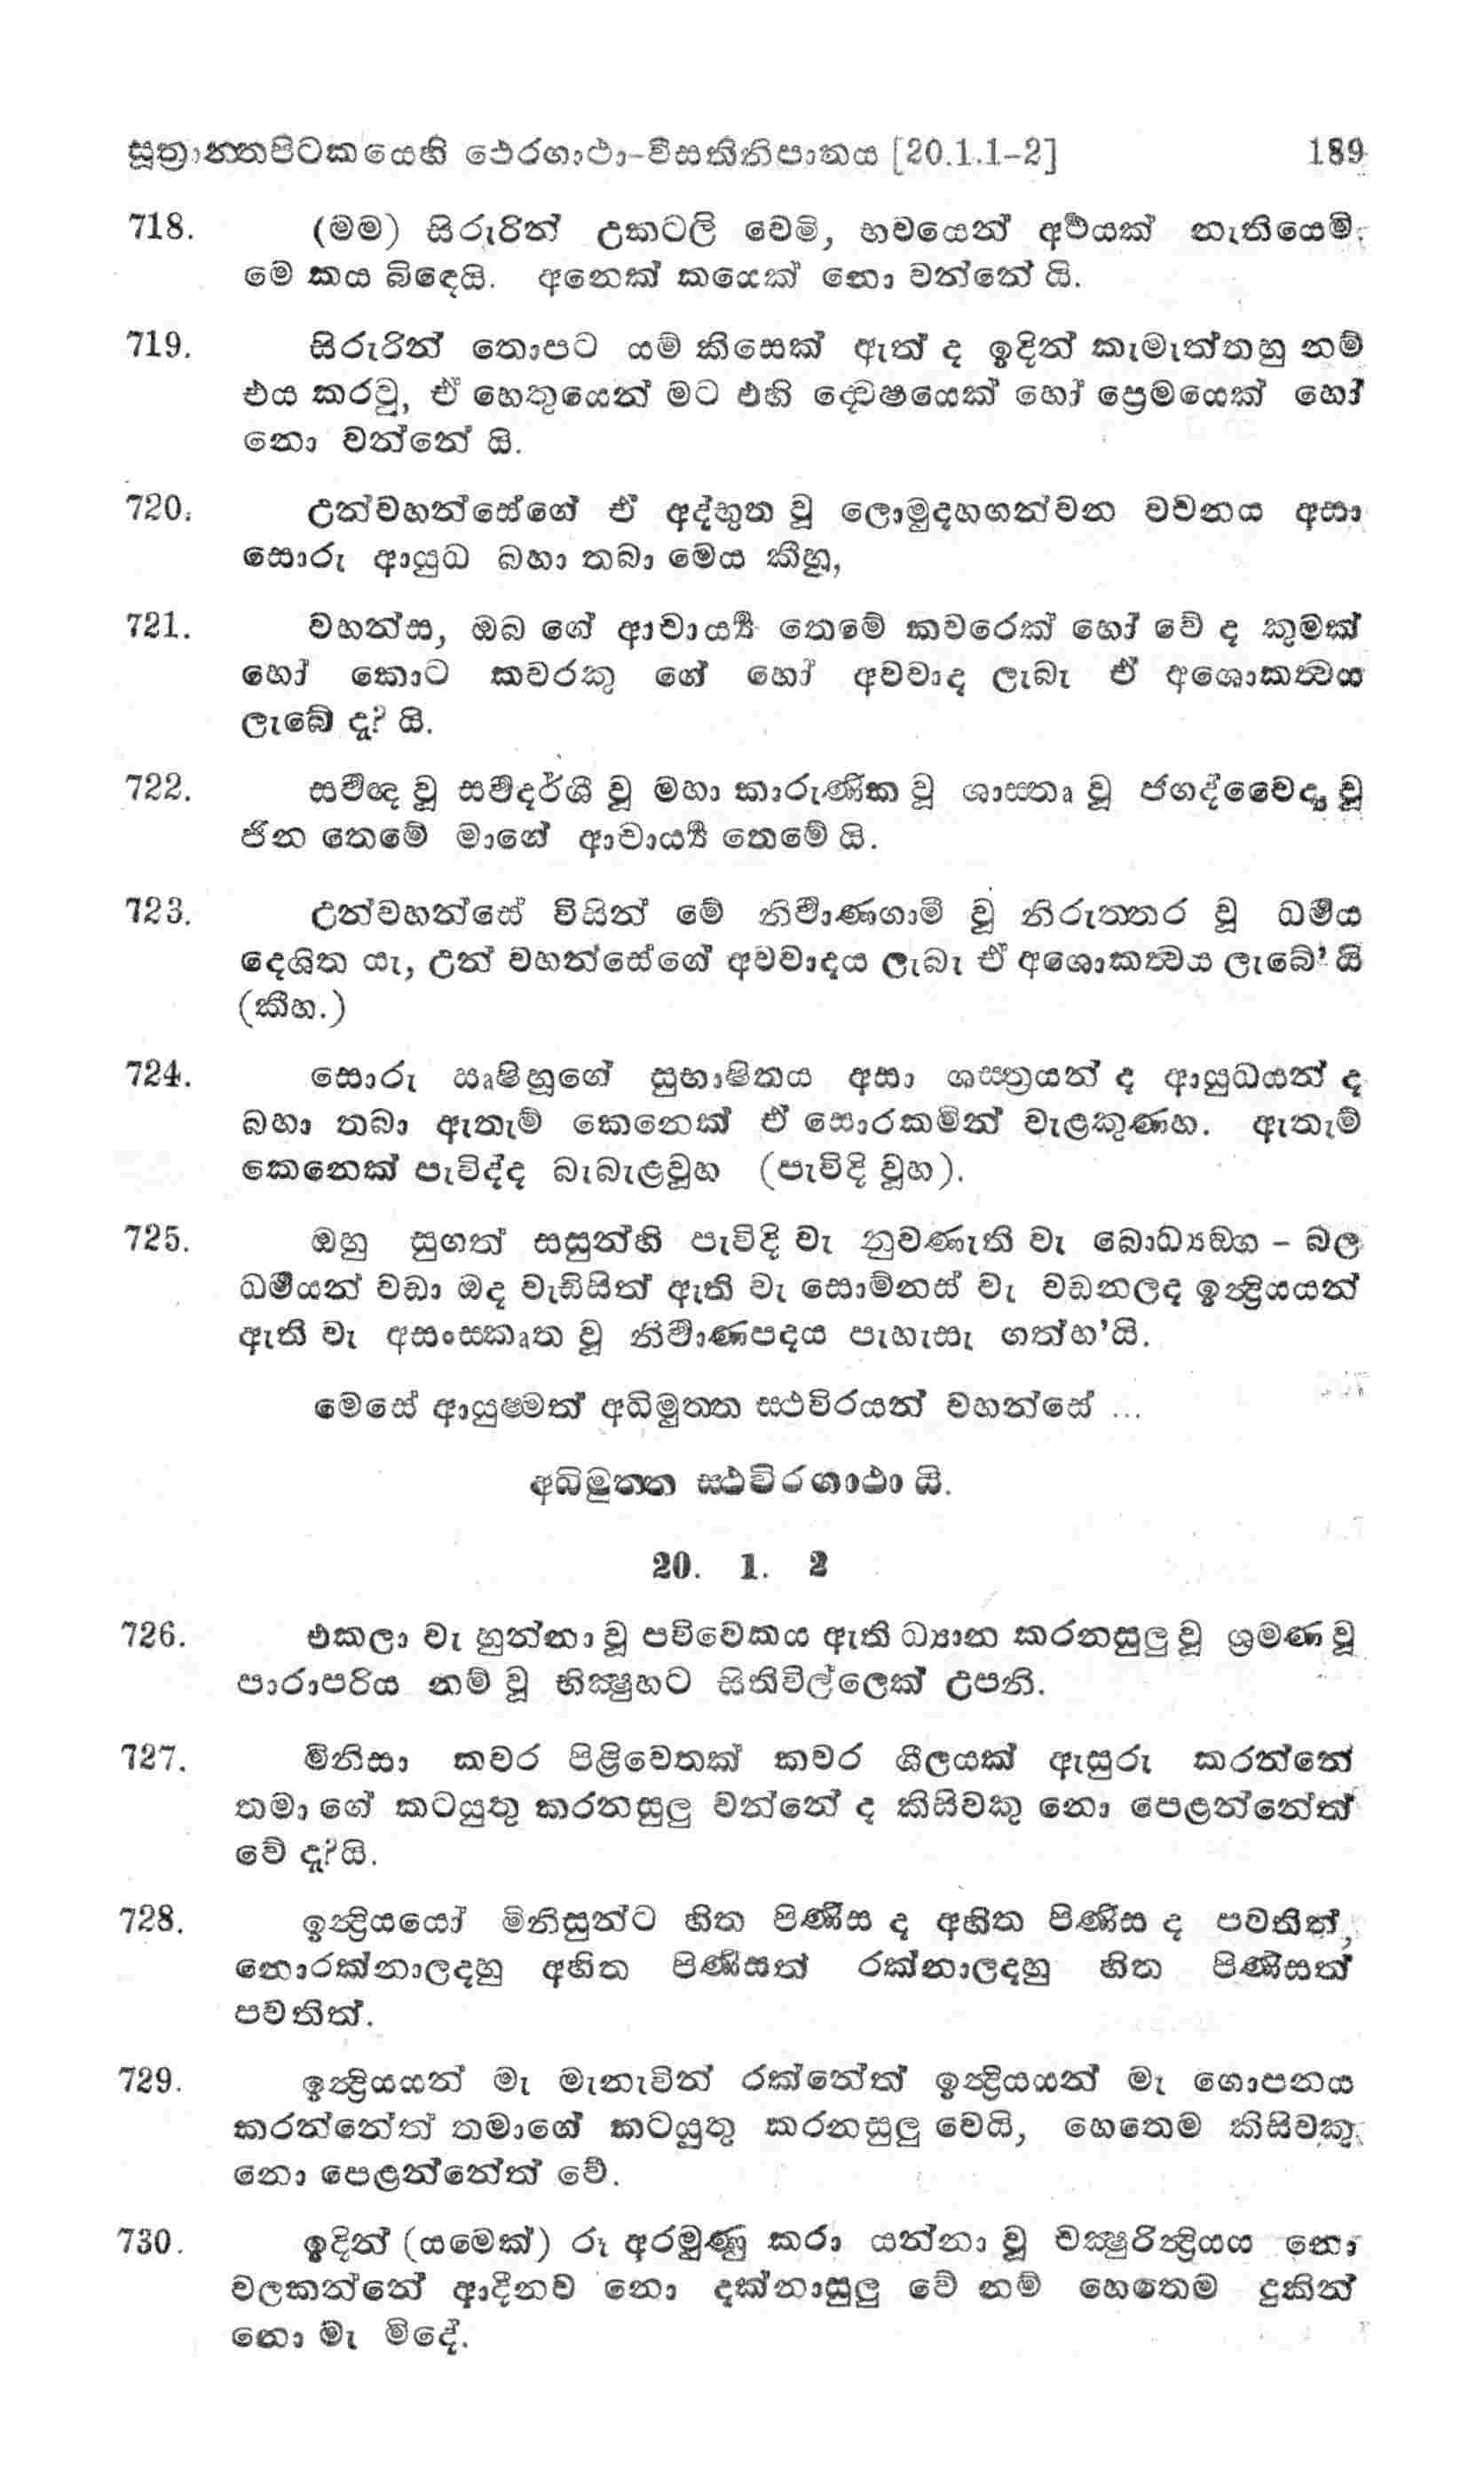 සූත්‍රාන්තපිටකයෙහි ථෙරගාථා-වීසතිනිපාතය [20.1.1-2] 189
718. (මම) සිරුරින් උකටලි වෙමි, භවයෙන් අර්‍ථයක් නැතියෙමි,
මෙ කය බිඳෙයි. අනෙක් කයෙක් නො වන්නේ යි.
719. සිරුරින් තොපට යම් කිසෙක් ඇත් ද ඉදින් කැමැත්තහු නම්
එය කරවු, ඒ හෙතුයෙන් මට එහි ද්වෙෂයෙක් හෝ ප්‍රෙමයෙක් හෝ
නො වන්නේ යි.
720. උන්වහන්සේගේ ඒ අද්භුත වූ ලොමුදහගන්වන වචනය අසා
සොරු ආයුධ බහා තබා මෙය කීහු,
721. වහන්ස, ඔබ ගේ ආචාර්‍ය්‍ය තෙමේ කවරෙක් හෝ වේ ද කුමක්
හෝ කොට කවරකු ගේ හෝ අවවාද ලැබැ ඒ අශොකත්‍වය
ලැබේ දැ? යි.
722. සර්‍වඥ වූ සර්‍වදර්ශී වූ මහා කාරුණික වූ ශාස්තෘ වූ ජගද්වෛද්‍ය වූ
ජින තෙමේ මාගේ ආචාර්‍ය්‍ය තෙමේ යි.
723. උන්වහන්සේ විසින් මේ නිර්‍වාණගාමී වූ නිරුත්තර වූ ධර්‍මය
දෙශිත යැ, උන් වහන්සේගේ අවවාදය ලැබැ ඒ අශොකත්‍වය ලැබේ' යි
(කීහ.)
724. සොරු ඍෂිහුගේ සුභාෂිතය අසා ශස්ත්‍රයන් ද ආයුධයන් ද
බහා තබා ඇතැම් කෙනෙක් ඒ සොරකමින් වැළකුණහ. ඇතැම්
කෙනෙක් පැවිද්ද බැබැළවූහ (පැවිදි වූහ).
725. ඔහු සුගත් සසුන්හි පැවිදි වැ නුවණැති වැ බොධ්‍යඞ්ග - බල
ධර්‍මයන් වඩා ඔද වැඩිසිත් ඇති වැ සොම්නස් වැ වඩනලද ඉන්ද්‍රියයන්
ඇති වැ අසංස්කෘත වූ නිර්‍වාණපදය පැහැසැ ගත්හ'යි.
මෙසේ ආයුෂ්මත් අධිමුත්ත ස්ථවිරයන් වහන්සේ ...
අධිමුත්ත ස්ථවිරගාථා යි.
20. 1. 2
726. එකලා වැ හුන්නා වූ පවිවෙකය ඇති ධ්‍යාන කරනසුලු වූ ශ්‍රමණ වූ
පාරාපරිය නම් වූ භික්‍ෂුහට සිතිවිල්ලෙක් උපනි.
727. මිනිසා කවර පිළිවෙතක් කවර ශීලයක් ඇසුරු කරන්නේ
තමා ගේ කටයුතු කරනසුලු වන්නේ ද කිසිවකු නො පෙළන්නේත්
වේ දැ?යි.
728. ඉන්ද්‍රියයෝ මිනිසුන්ට හිත පිණිස ද අහිත පිණිස ද පවතිත්,
නොරක්නාලදහු අහිත පිණිසත් රක්නාලදහු හිත පිණිසත්
පවතිත්.
729. ඉන්ද්‍රියයන් මැ මැනැවින් රක්නේත් ඉන්ද්‍රියයන් මැ ගොපනය
කරන්නේත් තමාගේ කටයුතු කරනසුලු වෙයි, හෙතෙම කිසිවකු
නො පෙළන්නේත් වේ.
730. ඉදින් (යමෙක්) රූ අරමුණු කරා යන්නා වූ චක්‍ෂුරින්ද්‍රියය නො
වලකන්නේ ආදීනව නො දක්නාසුලු වේ නම් හෙතෙම දුකින්
නො මැ මිදේ.